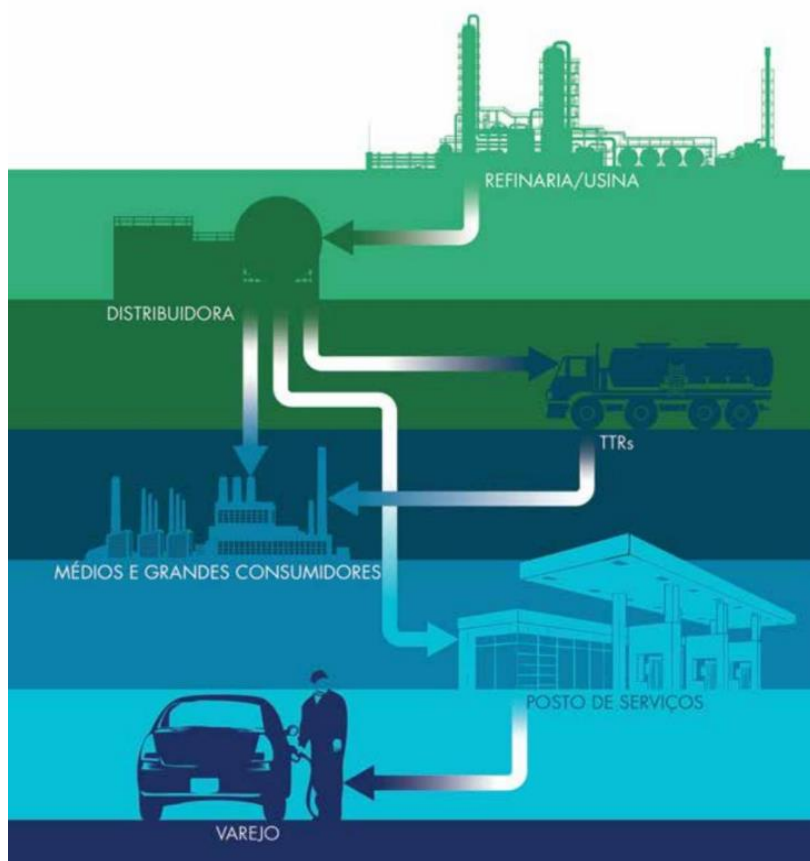 REFINARIA/USINA
DISTRIBUIDORA
TTRs
MÉDIOS E GRANDES CONSUMIDORES
POSTO DE SERVIÇOS
VAREJO